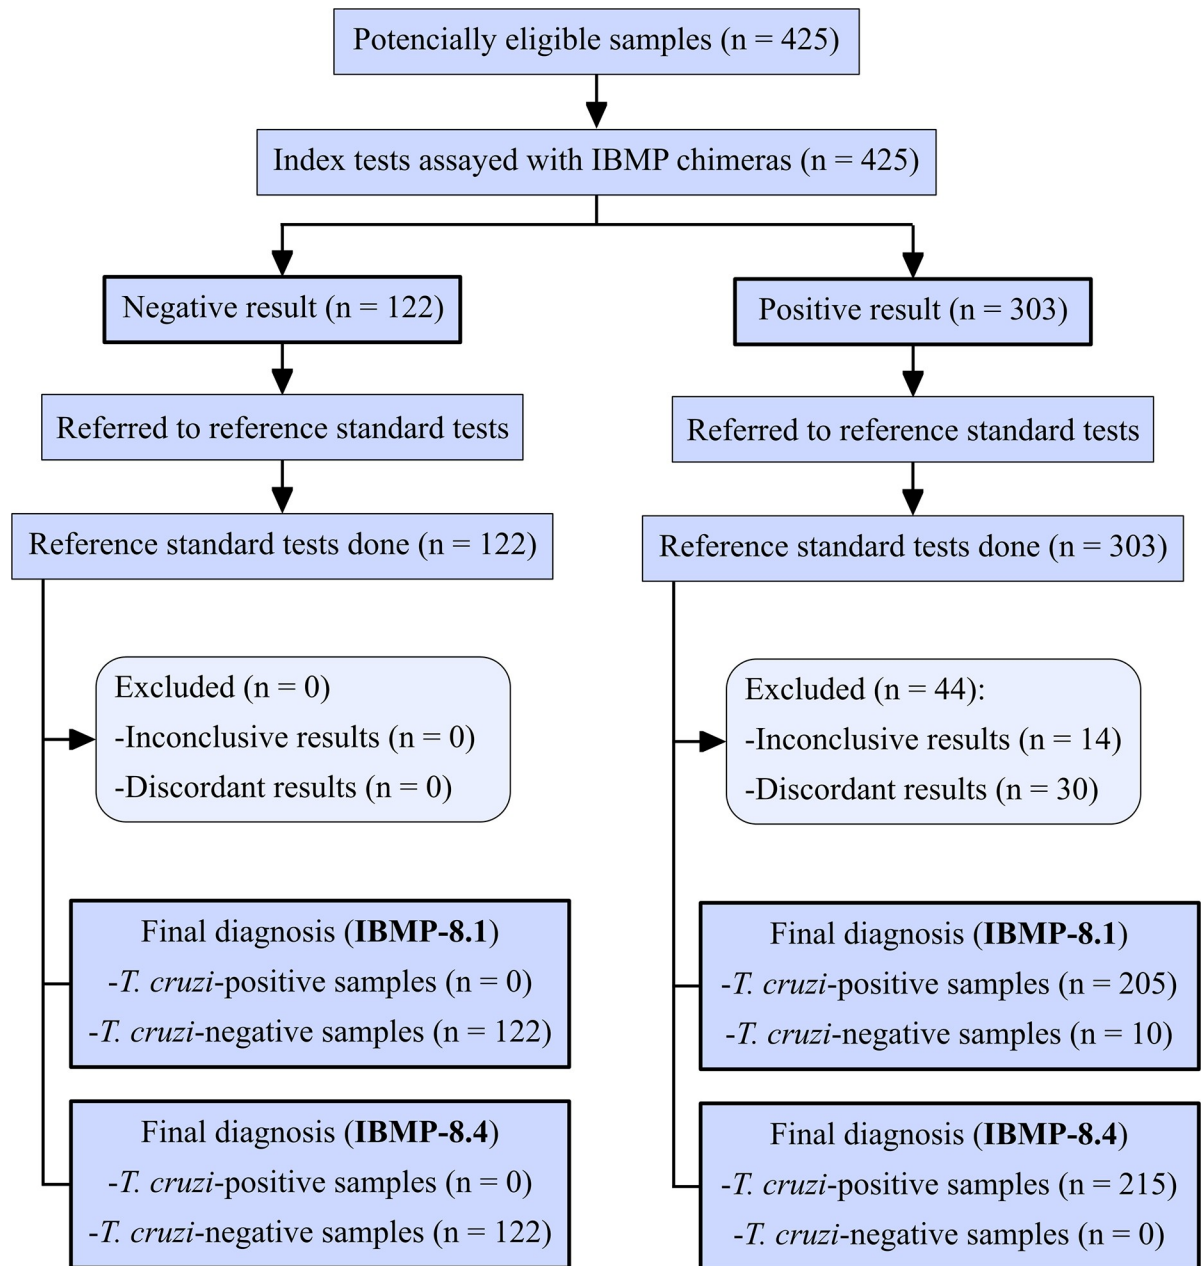 Potencially eligible samples (n = 425)
Index tests assayed with IBMP chimeras (n = 425)
Negative result (n = 122)
Positive result (n = 303)
Referred to reference standard tests
Referred to reference standard tests
Reference standard tests done (n = 122)
Reference standard tests done (n = 303)
Excluded (n = 0)
-Inconclusive results (n = 0)
-Discordant results (n = 0)
Excluded (n = 44):
-Inconclusive results (n = 14)
-Discordant results (n = 30)
Final diagnosis (IBMP-8.1)
-T. cruzi-positive samples (n = 0)
-T. cruzi-negative samples (n = 122)
Final diagnosis (IBMP-8.1)
-T. cruzi-positive samples (n = 205)
-T. cruzi-negative samples (n = 10)
Final diagnosis (IBMP-8.4)
-T. cruzi-positive samples (n = 0)
-T. cruzi-negative samples (n = 122)
Final diagnosis (IBMP-8.4)
-T. cruzi-positive samples (n = 215)
-T. cruzi-negative samples (n = 0)